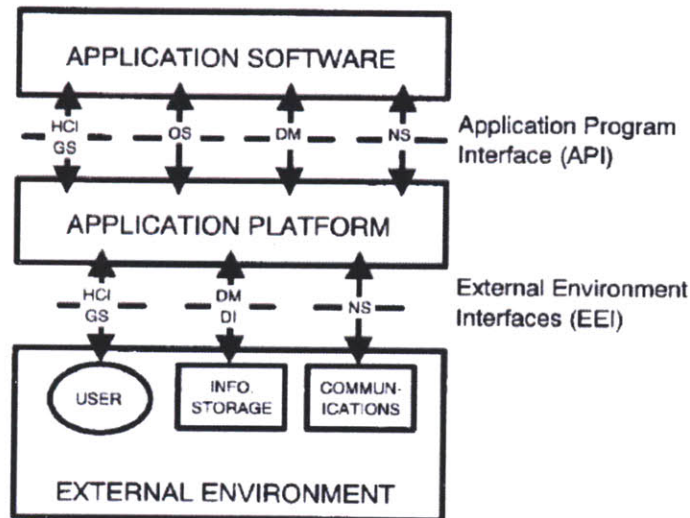 APPLICATION SOFTWARE
HCI
GS
OS
DM
NS
Application Program
Interface (API)
APPLICATION PLATFORM
HCI
GS
DM
DI
NS
External Environment
Interfaces (EEI)
USER
INFO.
STORAGE
COMMUN-
ICATIONS
EXTERNAL ENVIRONMENT